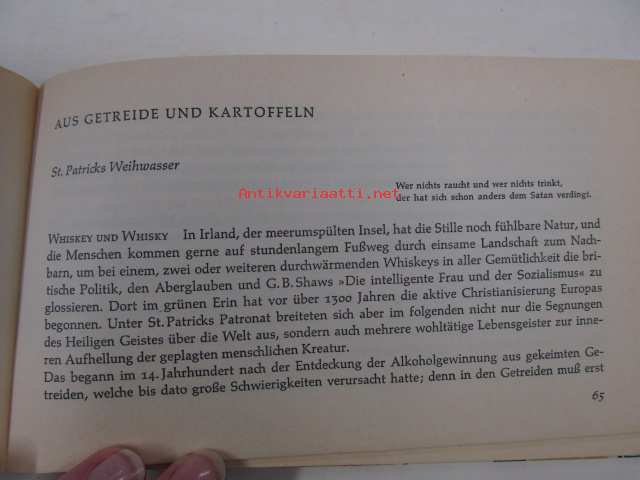 AUS GETREIDE UND KARTOFFELN
St. Patricks Weihwasser
Antikvariaatti.net
Wer nichts raucht und wer nichts trinkt,
der hat sich schon anders dem Satan verdingt.
WHISKEY UND WHISKY In Irland, der meerumspülten Insel, hat die Stille noch fühlbare Natur, und
die Menschen kommen gerne auf stundenlangem Fußweg durch einsame Landschaft zum Nach-
barn, um bei einem, zwei oder weiteren durchwärmenden Whiskeys in aller Gemütlichkeit die bri-
tische Politik, den Aberglauben und G. B. Shaws »Die intelligente Frau und der Sozialismus« zu
glossieren. Dort im grünen Erin hat vor über 1300 Jahren die aktive Christianisierung Europas
begonnen. Unter St. Patricks Patronat breiteten sich aber im folgenden nicht nur die Segnungen
des Heiligen Geistes über die Welt aus, sondern auch mehrere wohltätige Lebensgeister zur inne-
ren Aufhellung der geplagten menschlichen Kreatur.
Das begann im 14. Jahrhundert nach der Entdeckung der Alkoholgewinnung aus gekeimten Ge-
treiden, welche bis dato große Schwierigkeiten verursacht hatte; denn in den Getreiden muß erst
65